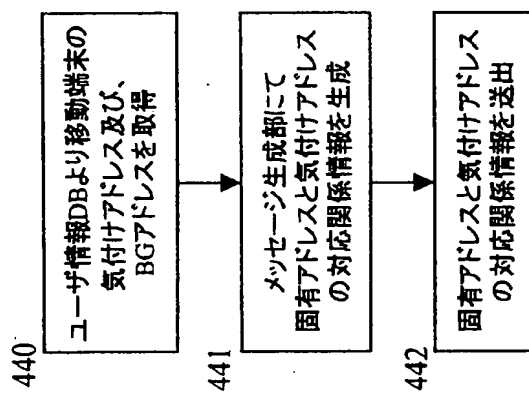 440
ユーザ情報DBより移動端末の
気付けアドレス及び、
BGアドレスを取得
441
メッセージ生成部にて
固有アドレスと気付けアドレス
の対応関係情報を生成
442
固有アドレスと気付けアドレス
の対応関係情報を送出